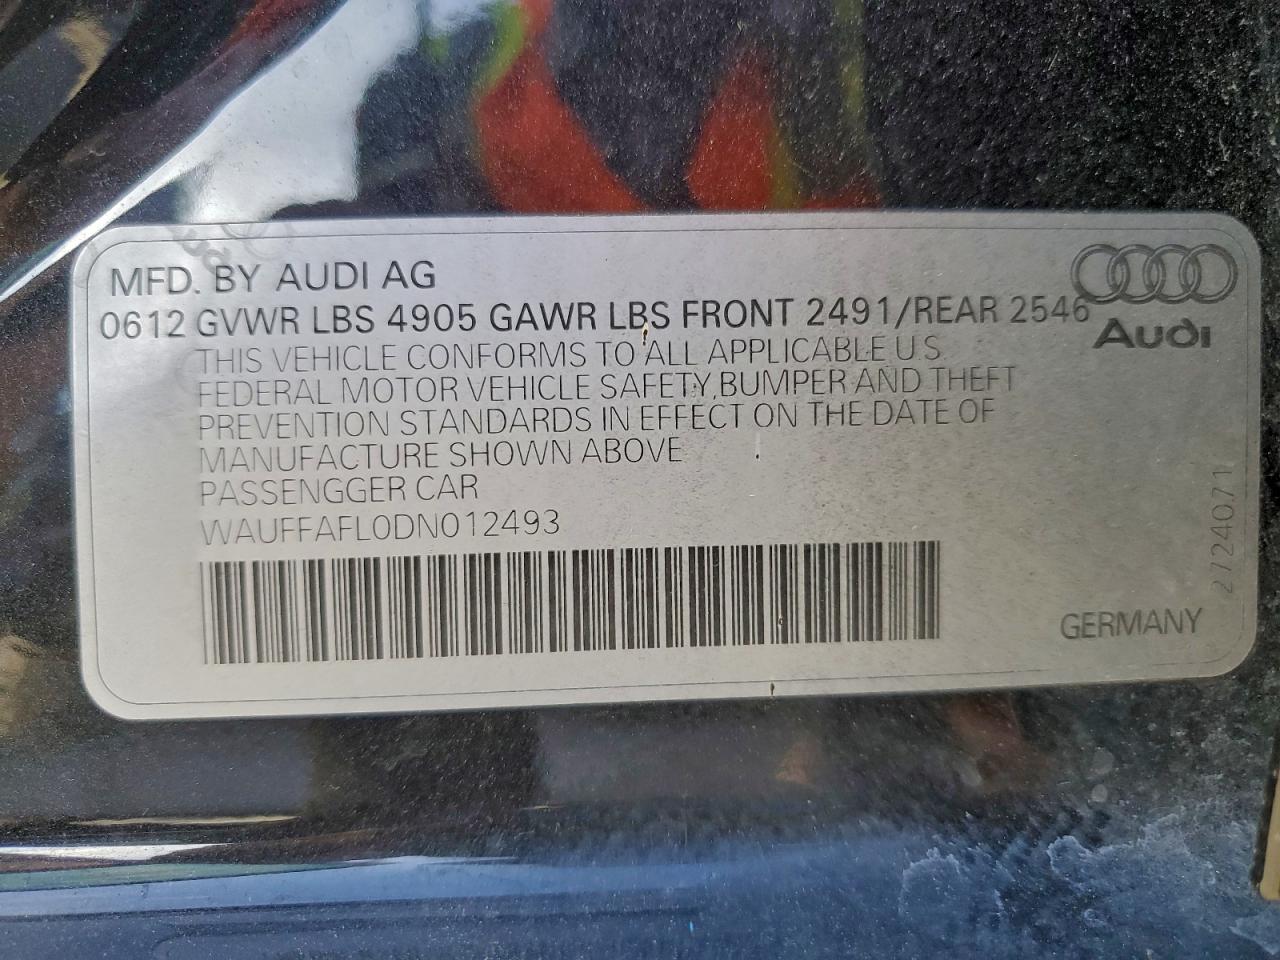 MFD. BY AUDI AG
0612 GVWR LBS 4905 GAWR LBS FRONT 2491/REAR 2546
Audi
THIS VEHICLE CONFORMS TO ALL APPLICABLE U.S.
FEDERAL MOTOR VEHICLE SAFETY, BUMPER AND THEFT
PREVENTION STANDARDS IN EFFECT ON THE DATE OF
MANUFACTURE SHOWN ABOVE
PASSENGGER CAR
WAUFFAFL0DN012493
2724071
GERMANY